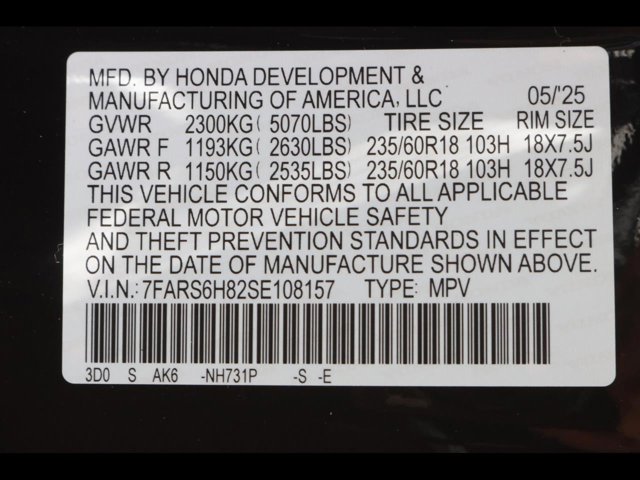 MFD. BY HONDA DEVELOPMENT &
MANUFACTURING OF AMERICA, LLC 05/'25
GVWR 2300KG( 5070LBS) TIRE SIZE RIM SIZE
GAWR F 1193KG( 2630LBS) 235/60R18 103H 18X7.5J
GAWR R 1150KG( 2535LBS) 235/60R18 103H 18X7.5J
THIS VEHICLE CONFORMS TO ALL APPLICABLE
FEDERAL MOTOR VEHICLE SAFETY
AND THEFT PREVENTION STANDARDS IN EFFECT
ON THE DATE OF MANUFACTURE SHOWN ABOVE.
V.I.N.:7FARS6H82SE108157 TYPE: MPV
3D0 S AK6 -NH731P -S -E